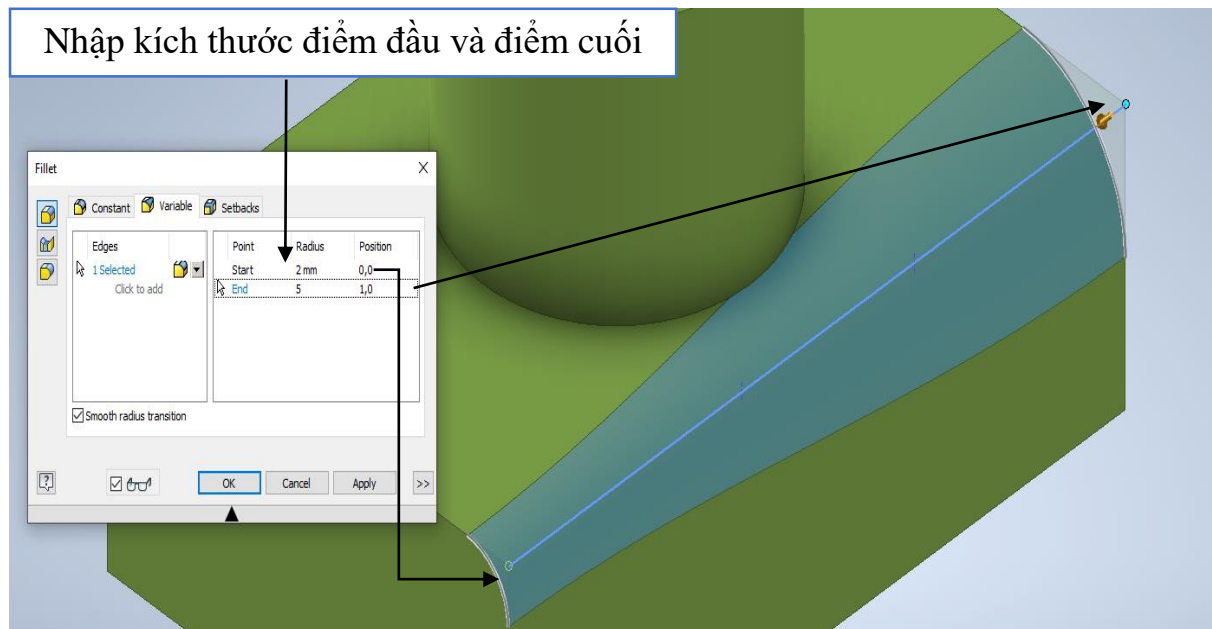 Nhập kích thước điểm đầu và điểm cuối
Fillet X
Constant Variable Setbacks
Edges
1 Selected
Click to add
Point Radius Position
Start 2 mm 0,0
End 5 1,0
Smooth radius transition
? OK Cancel Apply >>